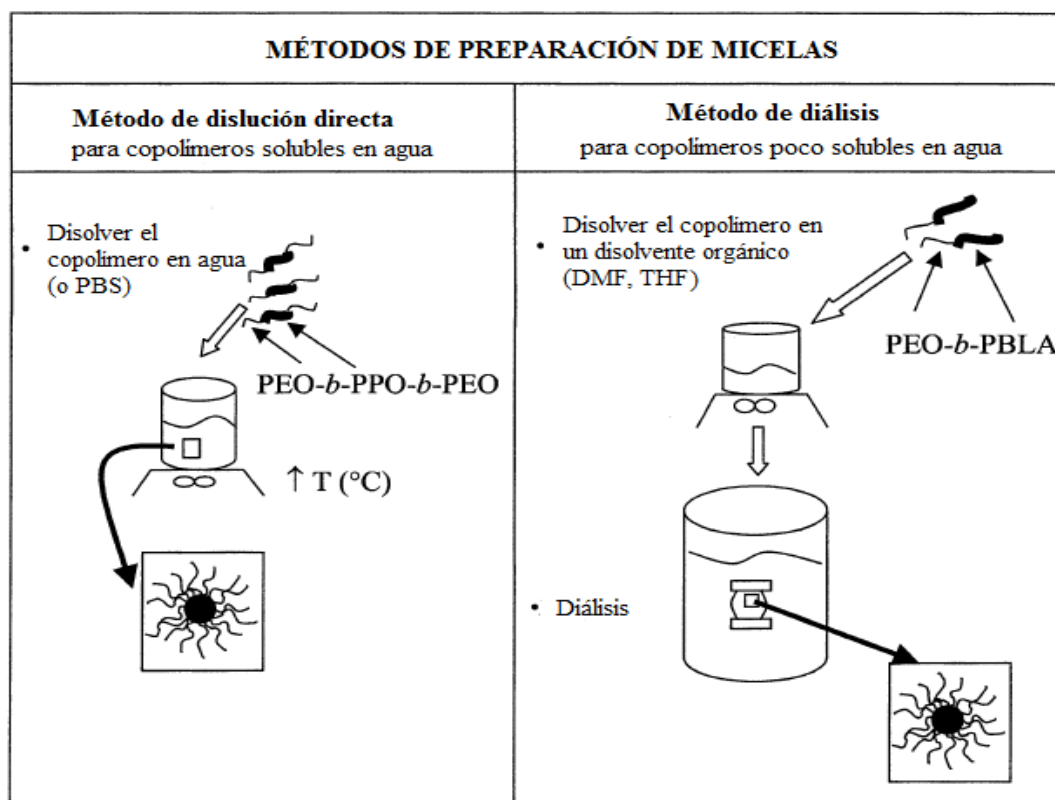 MÉTODOS DE PREPARACIÓN DE MICELAS
Método de dislución directa
para copolímeros solubles en agua
• Disolver el
copolimero en agua
(o PBS)
PEO-b-PPO-b-PEO
↑ T (°C)
Método de diálisis
para copolímeros poco solubles en agua
• Disolver el copolimero en
un disolvente orgánico
(DMF, THF)
PEO-b-PBLA
• Diálisis